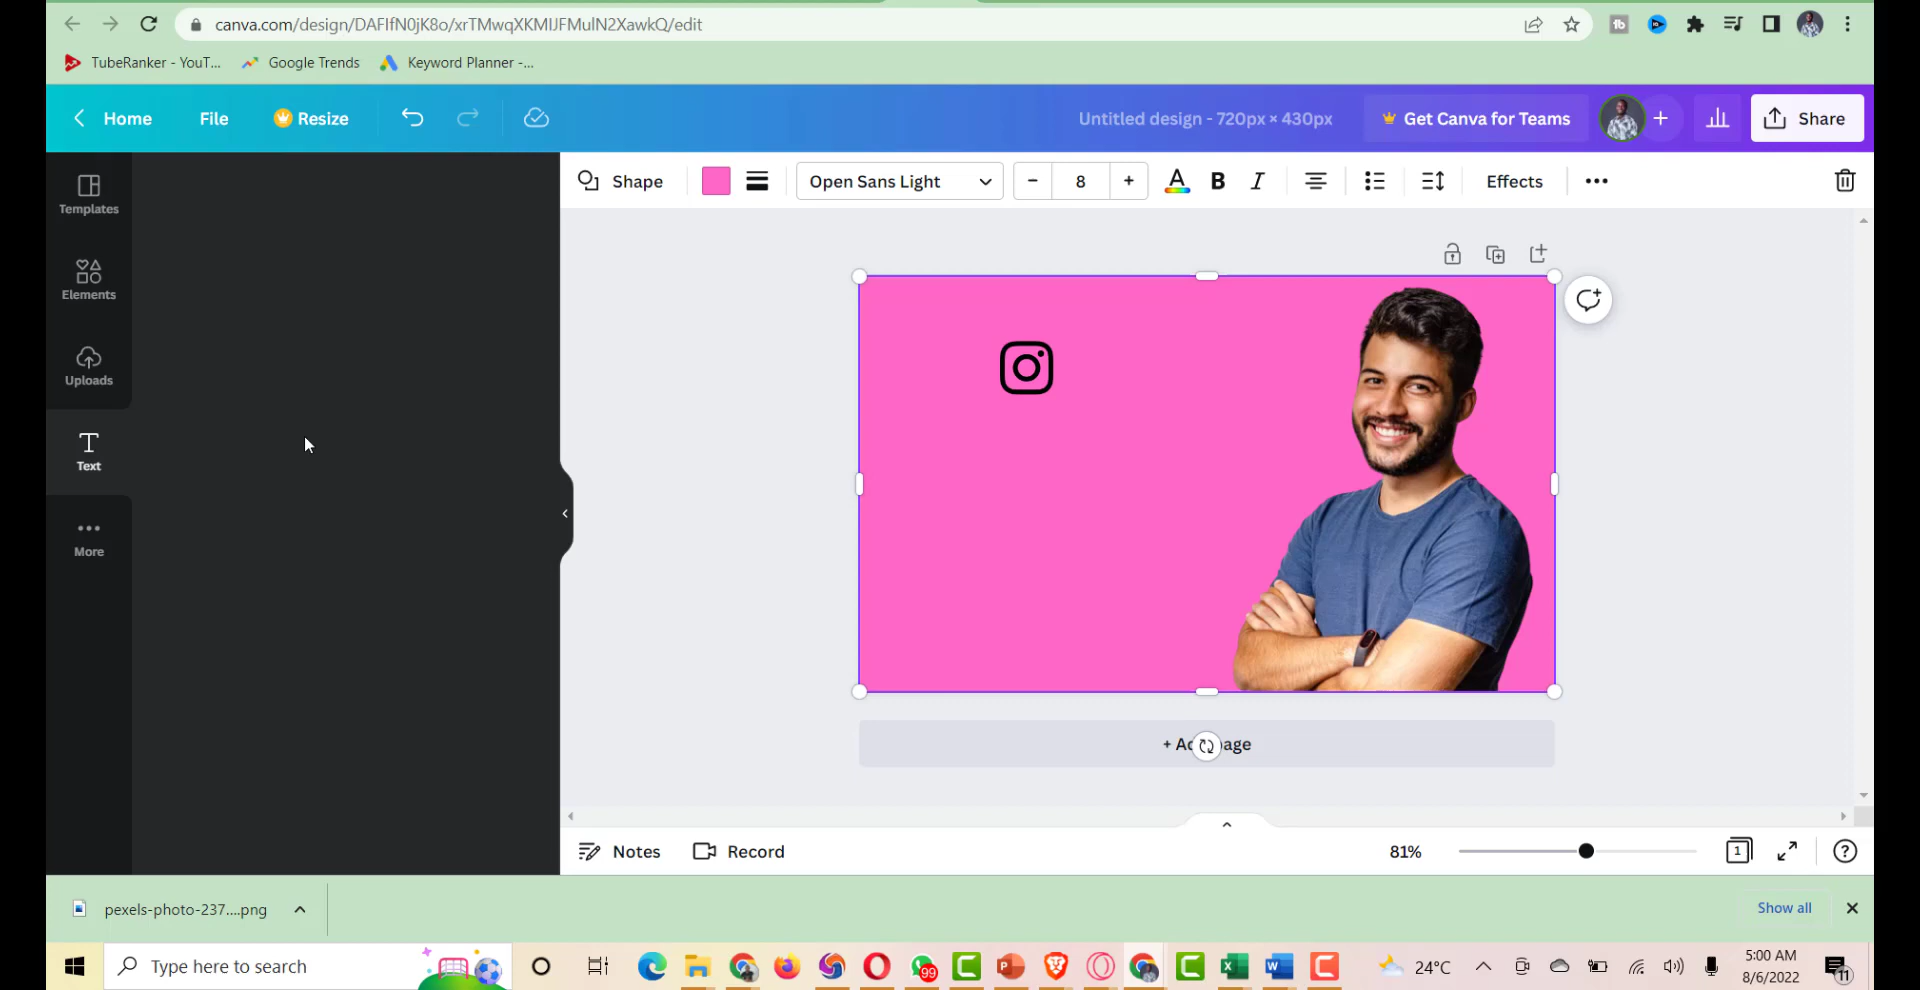 canva.com/design/DAFIfN0jK8o/xrTMwqXKMIJFMulN2XawkQ/edit
TubeRanker - YouT... Google Trends Keyword Planner -...
Home File Resize Untitled design - 720px × 430px Get Canva for Teams + Share
Shape Open Sans Light − 8 + A B I Effects
Templates
Elements
Uploads
T
Text
More
+ Ad age
Notes Record 81% 1 ?
pexels-photo-237....png Show all
Type here to search 99 24°C 5:00 AM
8/6/2022 11